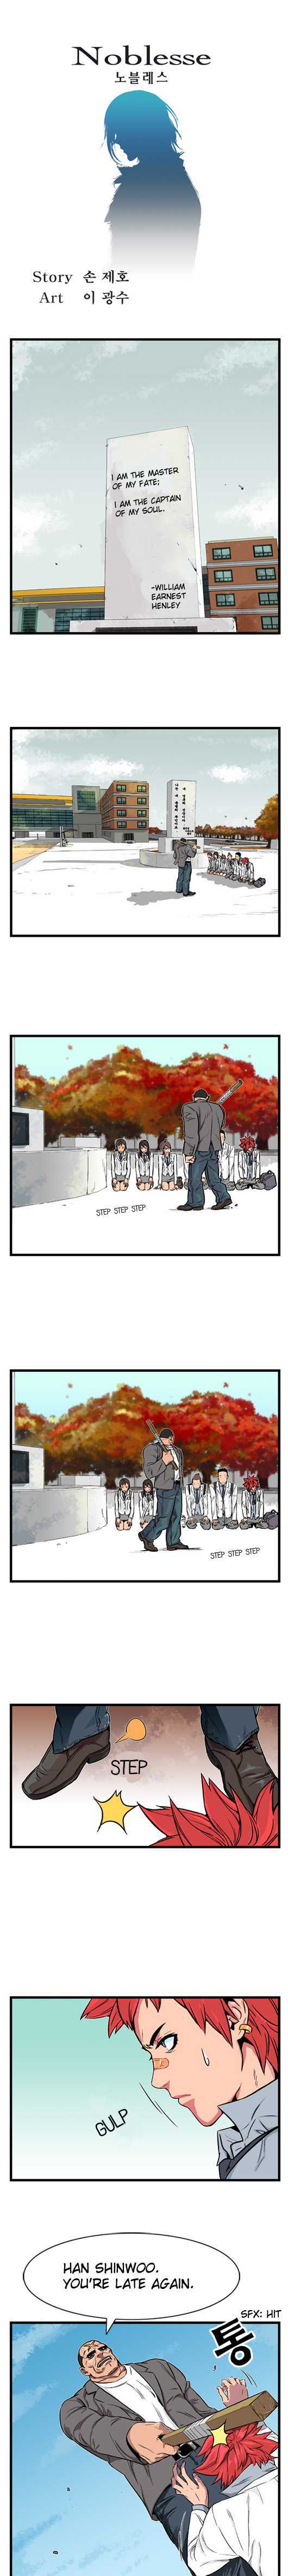 Noblesse
노블레스
Story 손 제호
Art 이 광수
I AM THE MASTER
OF MY FATE;
I AM THE CAPTAIN
OF MY SOUL.
-WILLIAM
EARNEST
HENLEY
STEP STEP STEP
STEP STEP STEP
STEP
GULP
HAN SHINWOO.
YOU'RE LATE AGAIN.
SFX: HIT
통